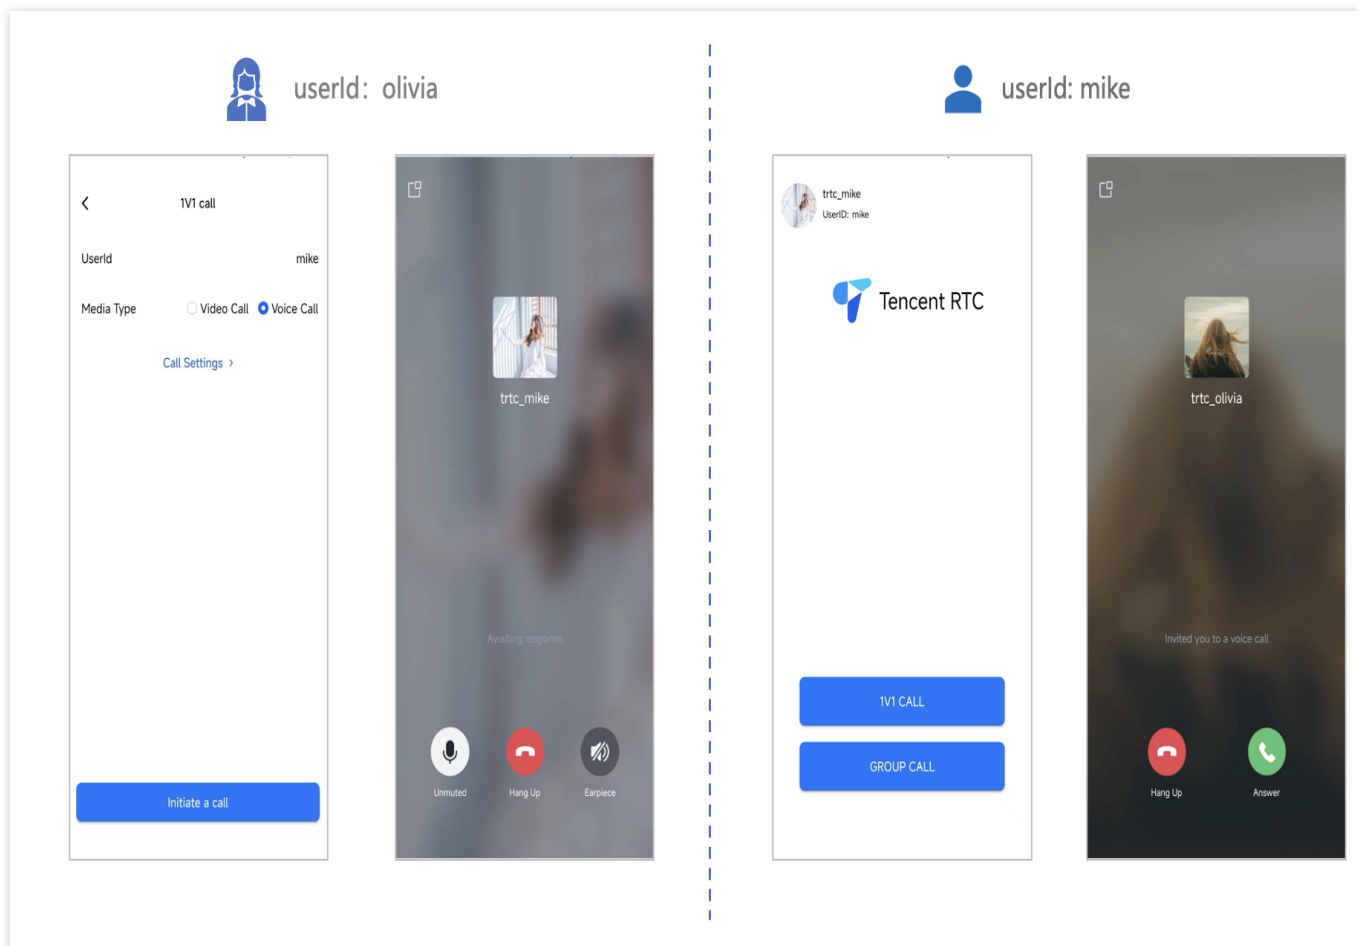 userId: olivia
1V1 call
UserId mike
Media Type Video Call Voice Call
Call Settings >
Initiate a call
trtc_mike
Awaiting response
Unmuted Hang Up Earpiece
userId: mike
trtc_mike
UserID: mike
Tencent RTC
1V1 CALL
GROUP CALL
trtc_olivia
Invited you to a voice call
Hang Up Answer